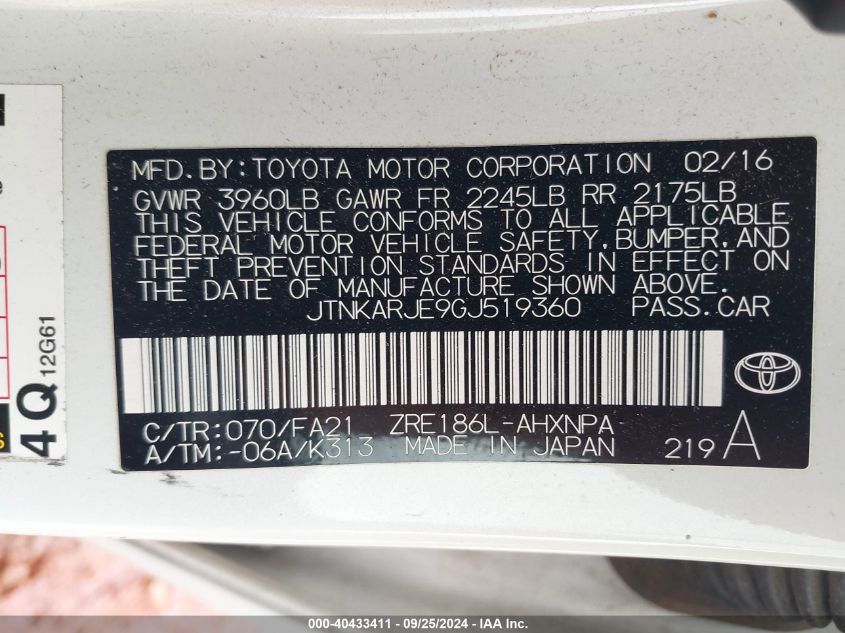 MFD.BY:TOYOTA MOTOR CORPORATION 02/16
GVWR 3960LB GAWR FR 2245LB RR 2175LB
THIS VEHICLE CONFORMS TO ALL APPLICABLE
FEDERAL MOTOR VEHICLE SAFETY,BUMPER,AND
THEFT PREVENTION STANDARDS IN EFFECT ON
THE DATE OF MANUFACTURE SHOWN ABOVE.
JTNKARJE9GJ519360 PASS.CAR
C/TR:070/FA21 ZRE186L-AHXNPA
A/TM:-06A/K313 MADE IN JAPAN 219A
4Q 12G61
000-40433411 - 09/25/2024 - IAA Inc.